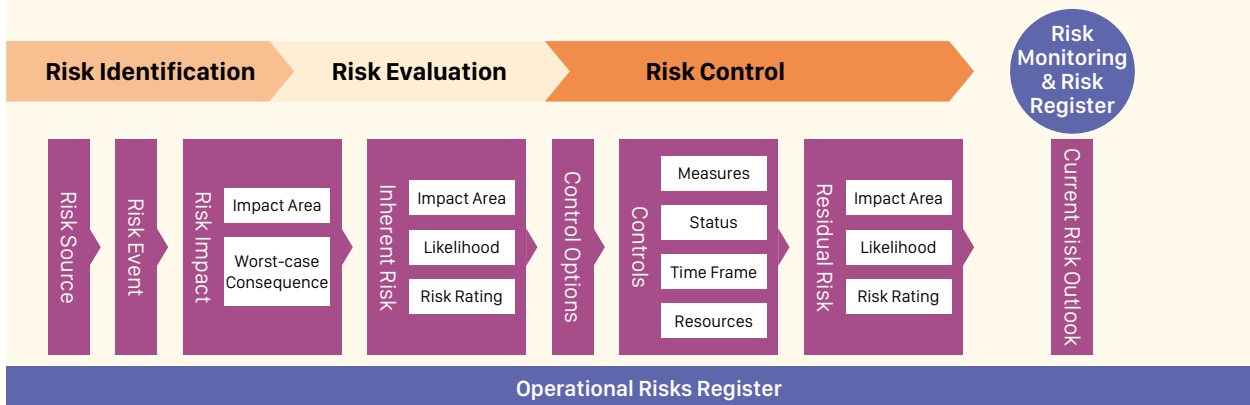 Risk Identification
Risk Evaluation
Risk Control
Risk
Monitoring
& Risk
Register
Risk Source
Risk Event
Risk Impact
Impact Area
Worst-case
Consequence
Inherent Risk
Impact Area
Likelihood
Risk Rating
Control Options
Controls
Measures
Status
Time Frame
Resources
Residual Risk
Impact Area
Likelihood
Risk Rating
Current Risk Outlook
Operational Risks Register